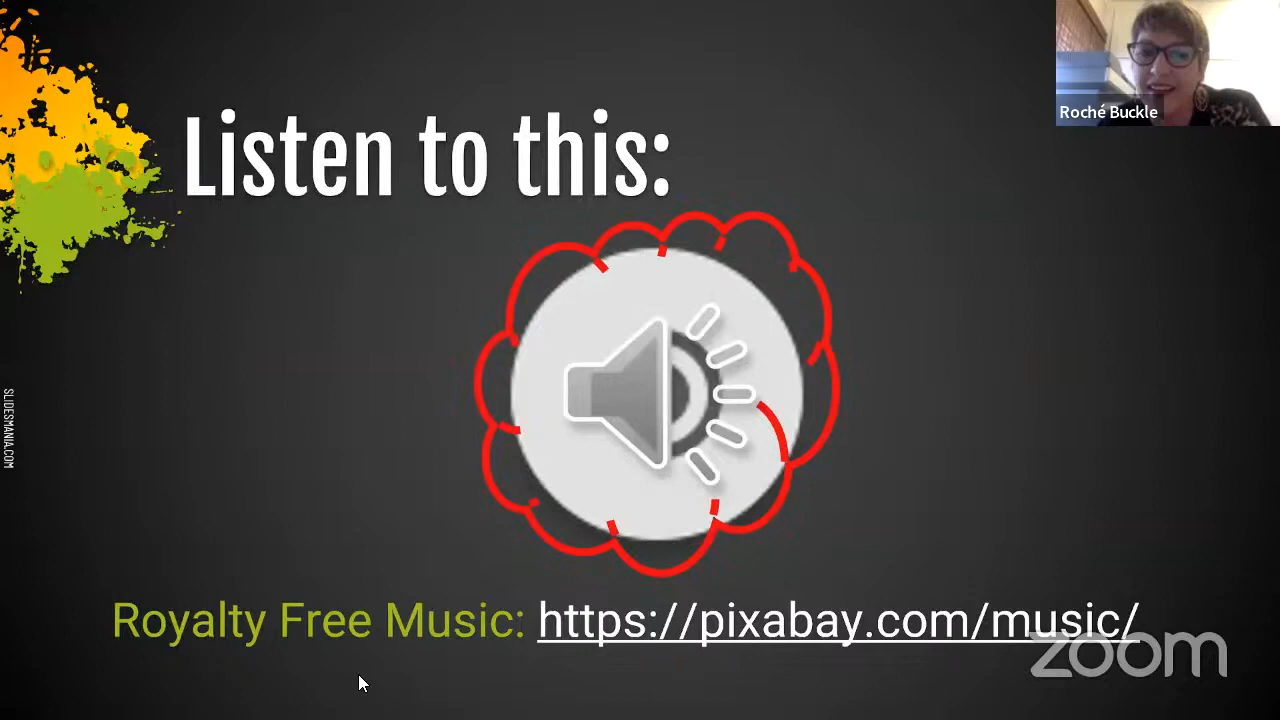 Roché Buckle
Listen to this:
SLIDESMANIA.COM
Royalty Free Music: https://pixabay.com/music/
zoom